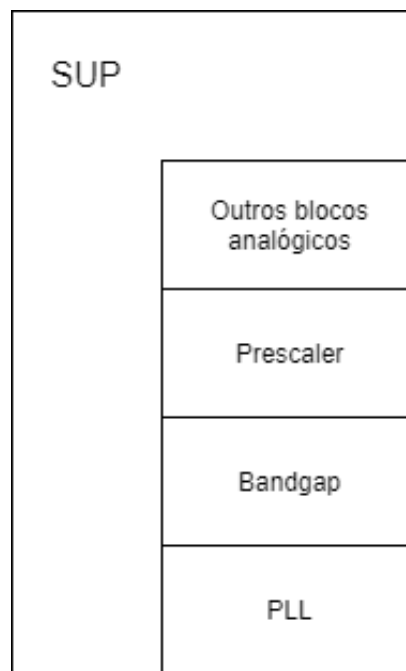 SUP
Outros blocos
analógicos
Prescaler
Bandgap
PLL